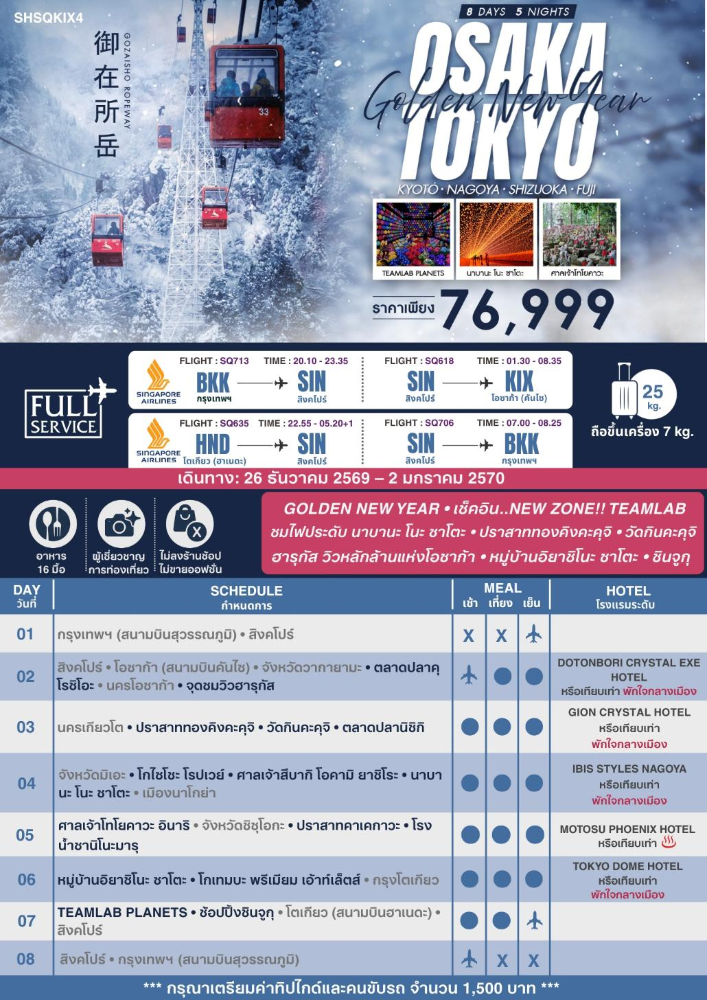 SHSQKIX4
御在所岳
GOZAISHO ROPEWAY
8 DAYS 5 NIGHTS
OSAKA
Golden New Year
TOKYO
KYOTO • NAGOYA • SHIZUOKA • FUJI
33
TEAMLAB PLANETS
นาบานะ โนะ ซาโตะ
ศาลเจ้าโทโยคาวะ
ราคาเพียง 76,999
FULL
SERVICE
SINGAPORE
AIRLINES
FLIGHT : SQ713 TIME : 20.10 - 23.35
BKK SIN
กรุงเทพฯ สิงคโปร์
FLIGHT : SQ618 TIME : 01.30 - 08.35
SIN KIX
สิงคโปร์ โอซาก้า (คันไซ)
SINGAPORE
AIRLINES
FLIGHT : SQ635 TIME : 22.55 - 05.20+1
HND SIN
โตเกียว (ฮาเนดะ) สิงคโปร์
FLIGHT : SQ706 TIME : 07.00 - 08.25
SIN BKK
สิงคโปร์ กรุงเทพฯ
25
kg.
ถือขึ้นเครื่อง 7 kg.
เดินทาง: 26 ธันวาคม 2569 – 2 มกราคม 2570
อาหาร
16 มื้อ
ผู้เชี่ยวชาญ
การท่องเที่ยว
X
ไม่ลงร้านช้อป
ไม่ขายออฟชั่น
GOLDEN NEW YEAR • เช็คอิน..NEW ZONE!! TEAMLAB
ชมไฟประดับ นาบานะ โนะ ซาโตะ • ปราสาททองคิงคะคุจิ • วัดกินคะคุจิ
ฮารุกัส วิวหลักล้านแห่งโอซาก้า • หมู่บ้านอิยาชิโนะ ซาโตะ • ชินจูกุ
DAY SCHEDULE MEAL HOTEL
วันที่ กำหนดการ เช้า เที่ยง เย็น โรงแรมระดับ
01 กรุงเทพฯ (สนามบินสุวรรณภูมิ) • สิงคโปร์ X X
02 สิงคโปร์ • โอซาก้า (สนามบินคันไซ) • จังหวัดวากายามะ • ตลาดปลาคุ
โรชิโอะ • นครโอซาก้า • จุดชมวิวฮารุกัส
DOTONBORI CRYSTAL EXE
HOTEL
หรือเทียบเท่า พักใจกลางเมือง
03 นครเกียวโต • ปราสาททองคิงคะคุจิ • วัดกินคะคุจิ • ตลาดปลานิชิกิ
GION CRYSTAL HOTEL
หรือเทียบเท่า
พักใจกลางเมือง
04 จังหวัดมิเอะ • โกไซโชะ โรปเวย์ • ศาลเจ้าสึบากิ โอคามิ ยาชิโระ • นาบา
นะ โนะ ซาโตะ • เมืองนาโกย่า
IBIS STYLES NAGOYA
หรือเทียบเท่า
พักใจกลางเมือง
05 ศาลเจ้าโทโยคาวะ อินาริ • จังหวัดชิซุโอกะ • ปราสาทคาเคกาวะ • โรง
น้ำชานิโนะมารุ
MOTOSU PHOENIX HOTEL
หรือเทียบเท่า
06 หมู่บ้านอิยาชิโนะ ซาโตะ • โกเทมบะ พรีเมียม เอ้าท์เล็ตส์ • กรุงโตเกียว
TOKYO DOME HOTEL
หรือเทียบเท่า
พักใจกลางเมือง
07 TEAMLAB PLANETS • ช้อปปิ้งชินจูกุ • โตเกียว (สนามบินฮาเนดะ) •
สิงคโปร์
08 สิงคโปร์ • กรุงเทพฯ (สนามบินสุวรรณภูมิ) X X
*** กรุณาเตรียมค่าทิปไกด์และคนขับรถ จำนวน 1,500 บาท ***